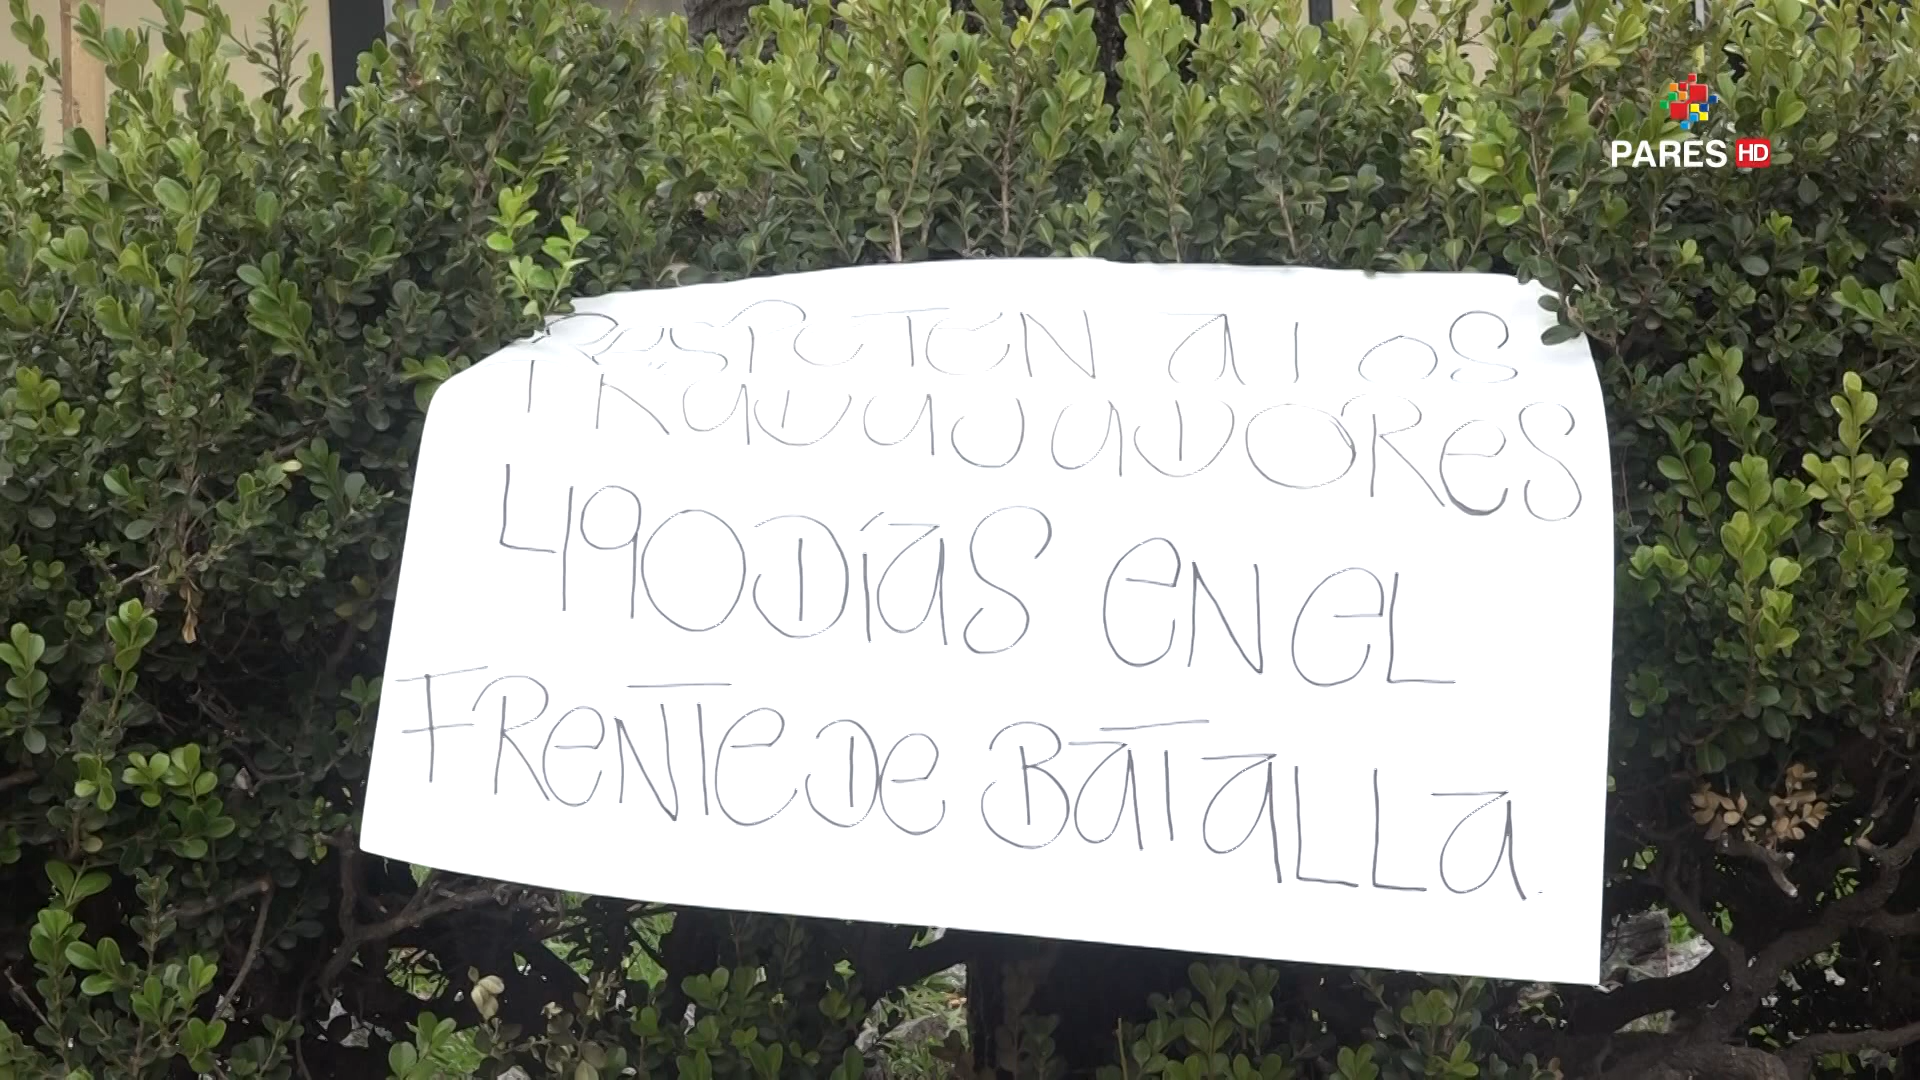 PARES HD
RESPETEN A LOS
TRABAJADORES
490 DÍAS EN EL
FRENTE DE BATALLA.